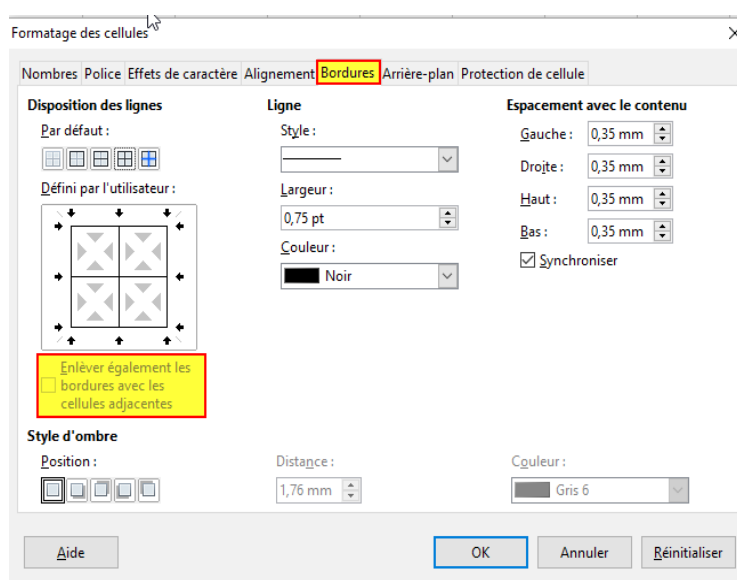 Formatage des cellules
Nombres Police Effets de caractère Alignement Bordures Arrière-plan Protection de cellule
Disposition des lignes
Par défaut :
Défini par l'utilisateur :
Enlèver également les
bordures avec les
cellules adjacentes
Ligne
Style :
Largeur :
0,75 pt
Couleur :
Noir
Espacement avec le contenu
Gauche : 0,35 mm
Droite : 0,35 mm
Haut : 0,35 mm
Bas : 0,35 mm
Synchroniser
Style d'ombre
Position :
Distance :
1,76 mm
Couleur :
Gris 6
Aide OK Annuler Réinitialiser